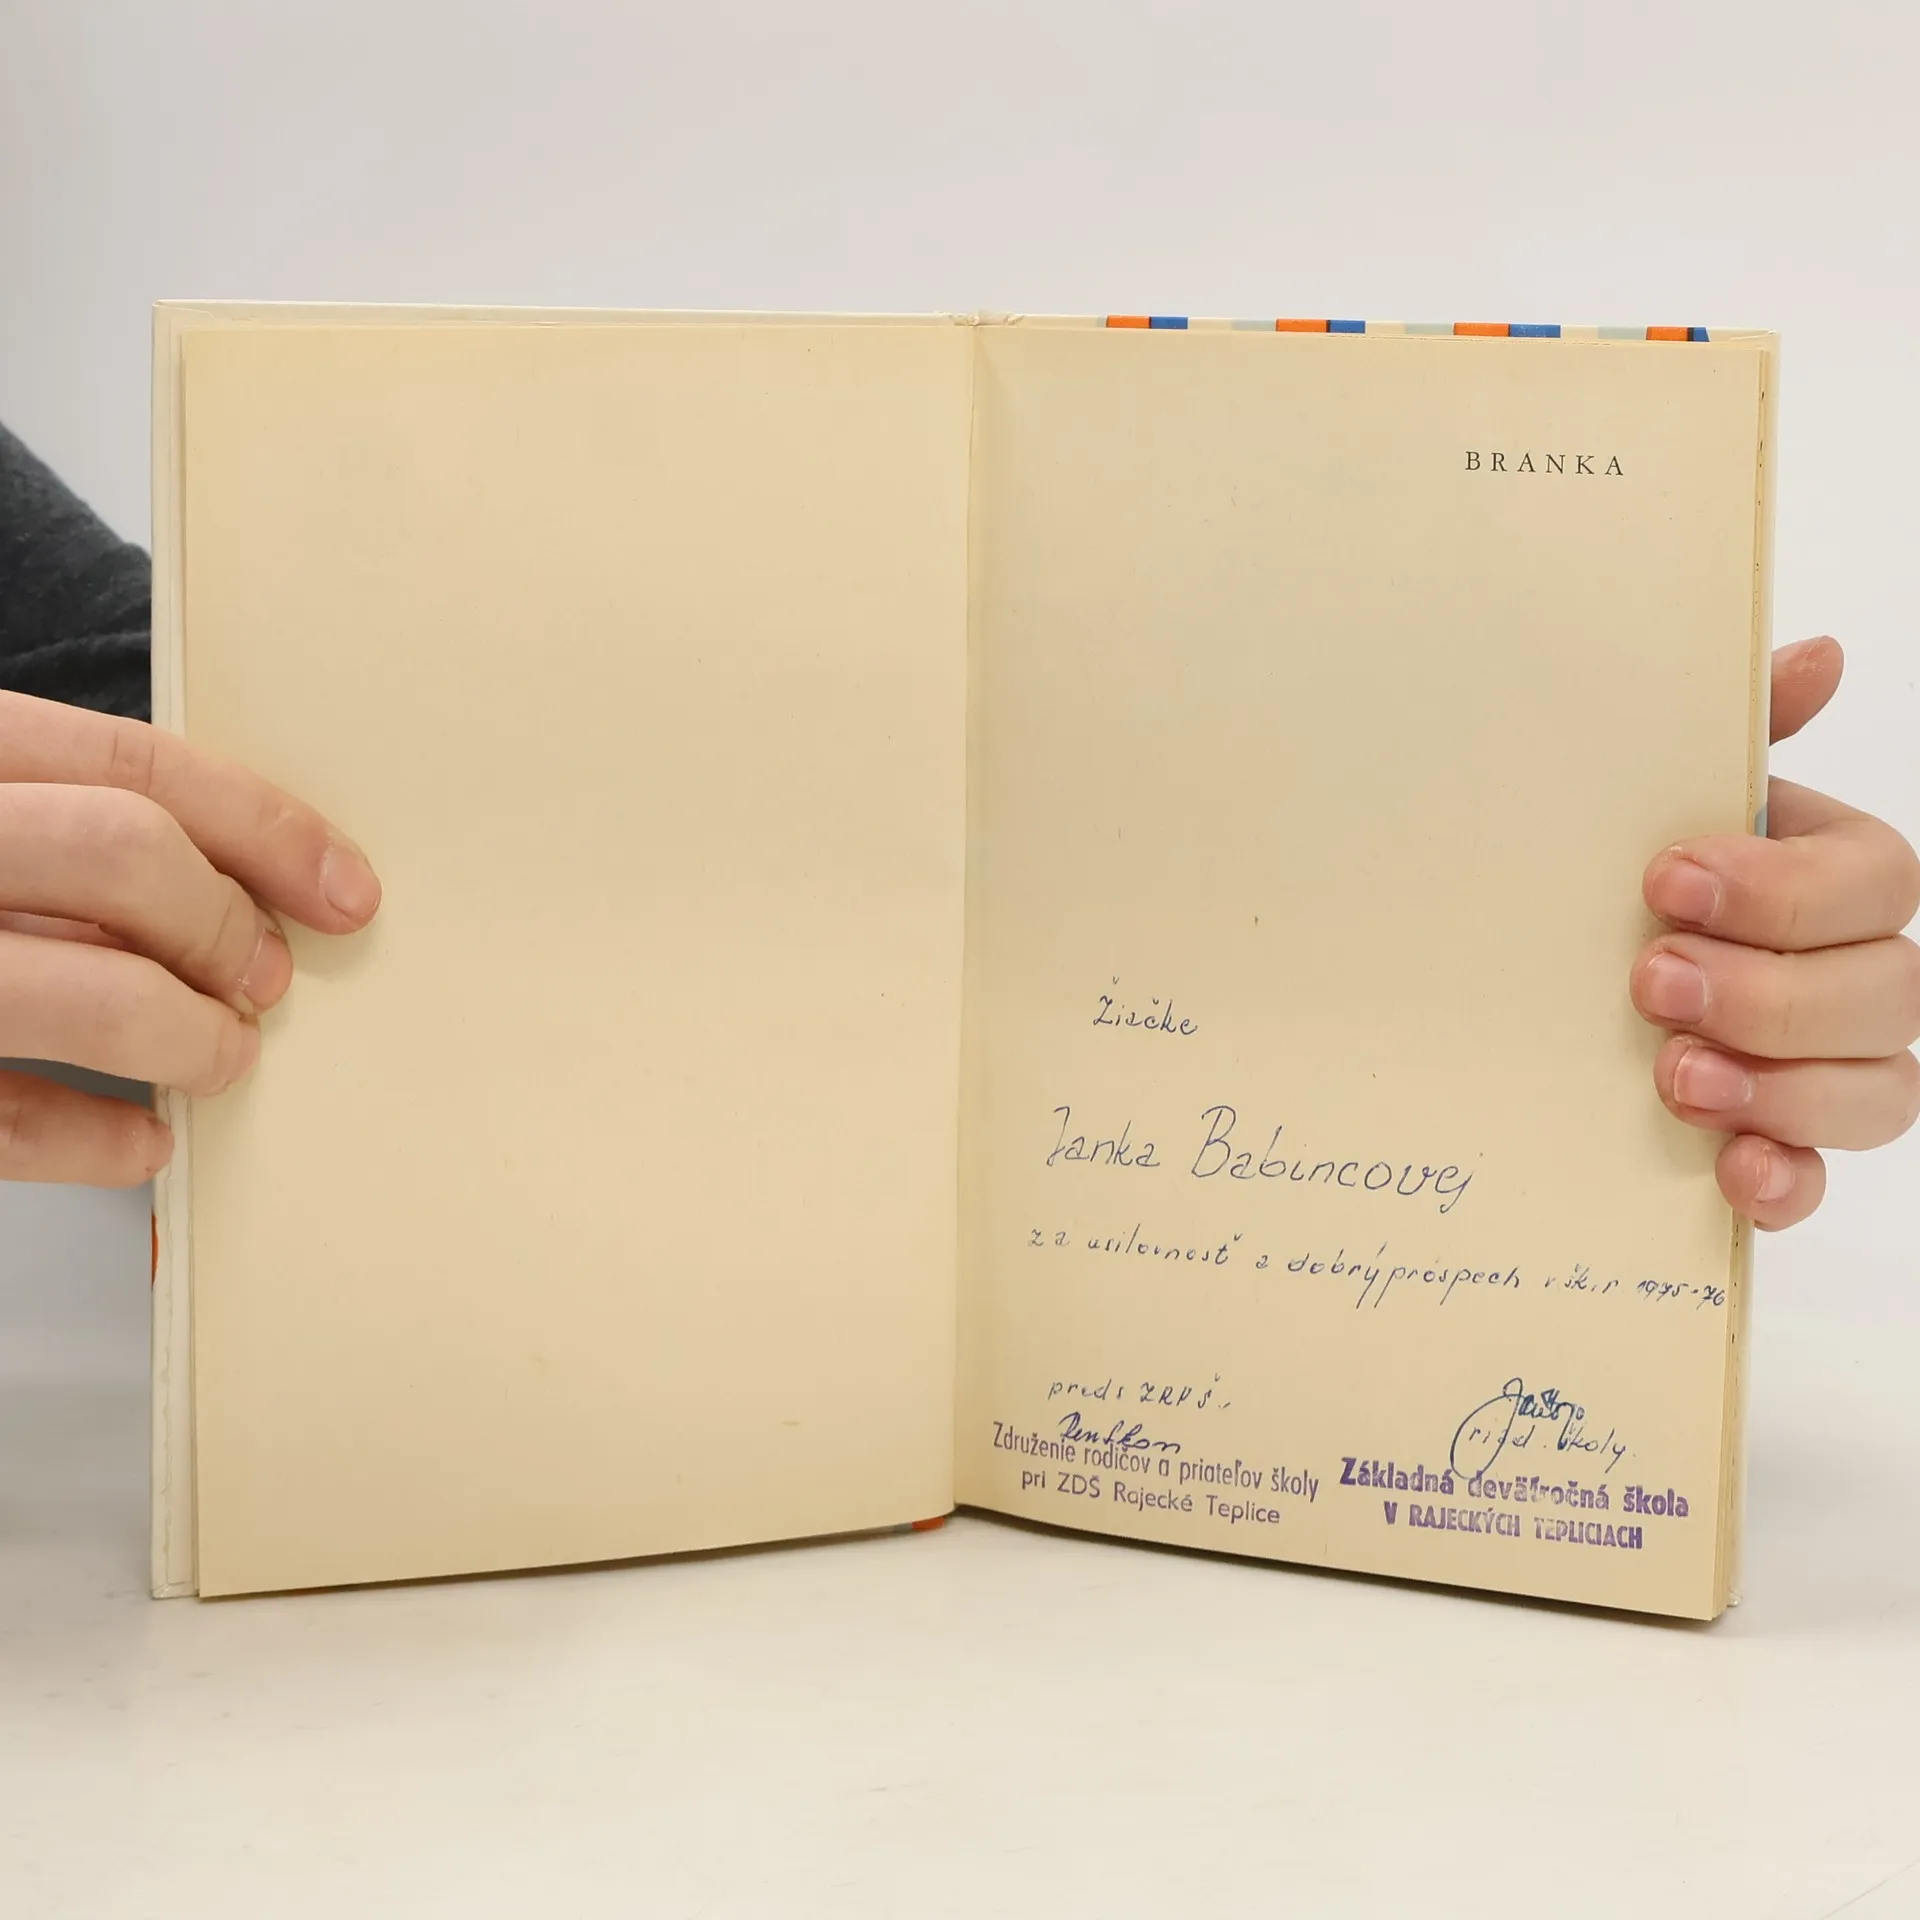 BRANKA
Žiačke
Janka Babincovej
za usilovnosť a dobrý prospech v šk. r 1975-76
preds ZRPŠ.
riad. školy.
Združenie rodičov a priateľov školy
pri ZDŠ Rajecké Teplice
Základná deväťročná škola
V RAJECKÝCH TEPLICIACH